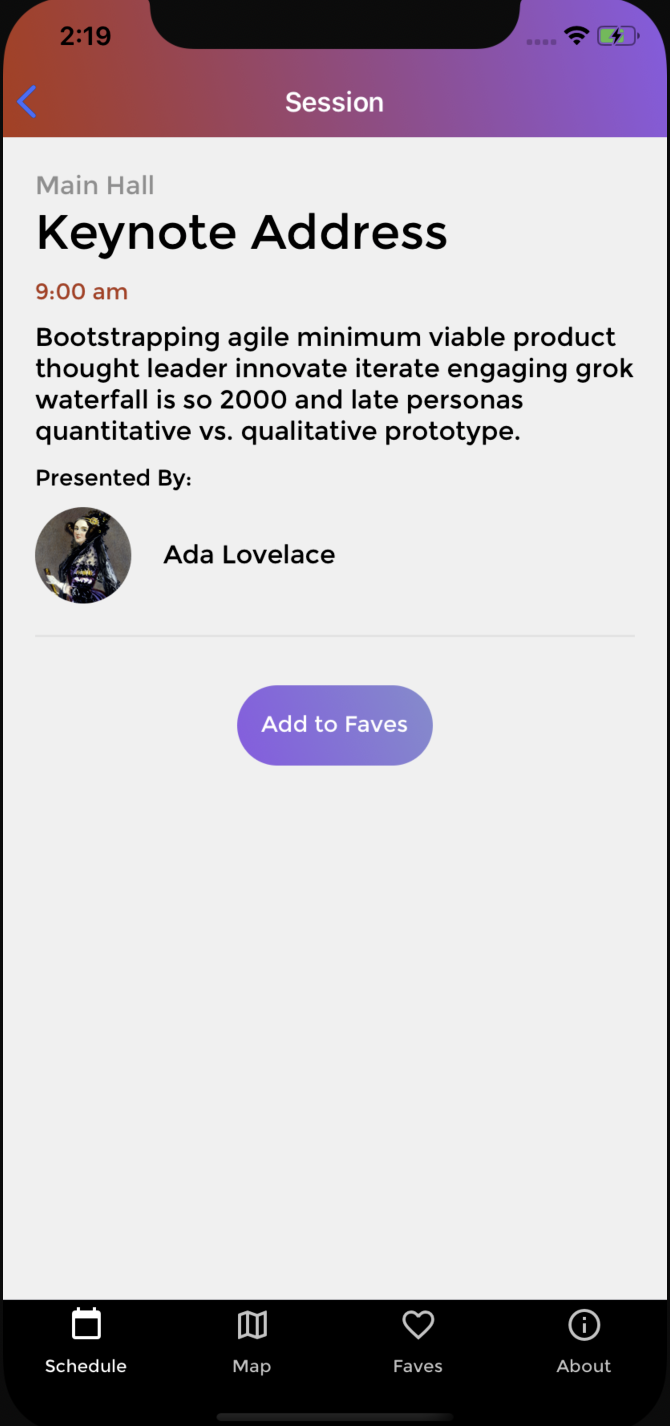 2:19
Session
Main Hall
Keynote Address
9:00 am
Bootstrapping agile minimum viable product
thought leader innovate iterate engaging grok
waterfall is so 2000 and late personas
quantitative vs. qualitative prototype.
Presented By:
Ada Lovelace
Add to Faves
Schedule
Map
Faves
About